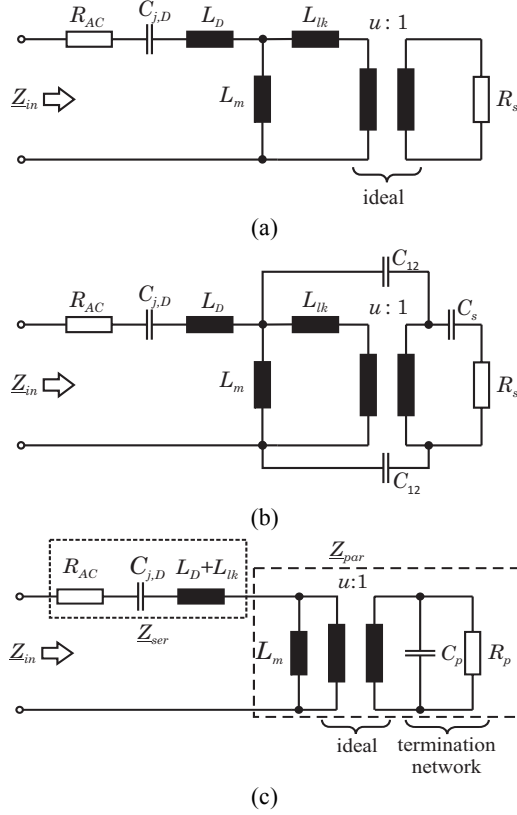 R_AC C_j,D L_D L_lk u : 1
Z_in L_m R_s
ideal
(a)
C_12
R_AC C_j,D L_D L_lk u : 1 C_s
Z_in L_m R_s
C_12
(b)
Z_par
R_AC C_j,D L_D+L_lk u:1
Z_ser
Z_in L_m C_p R_p
ideal termination
network
(c)